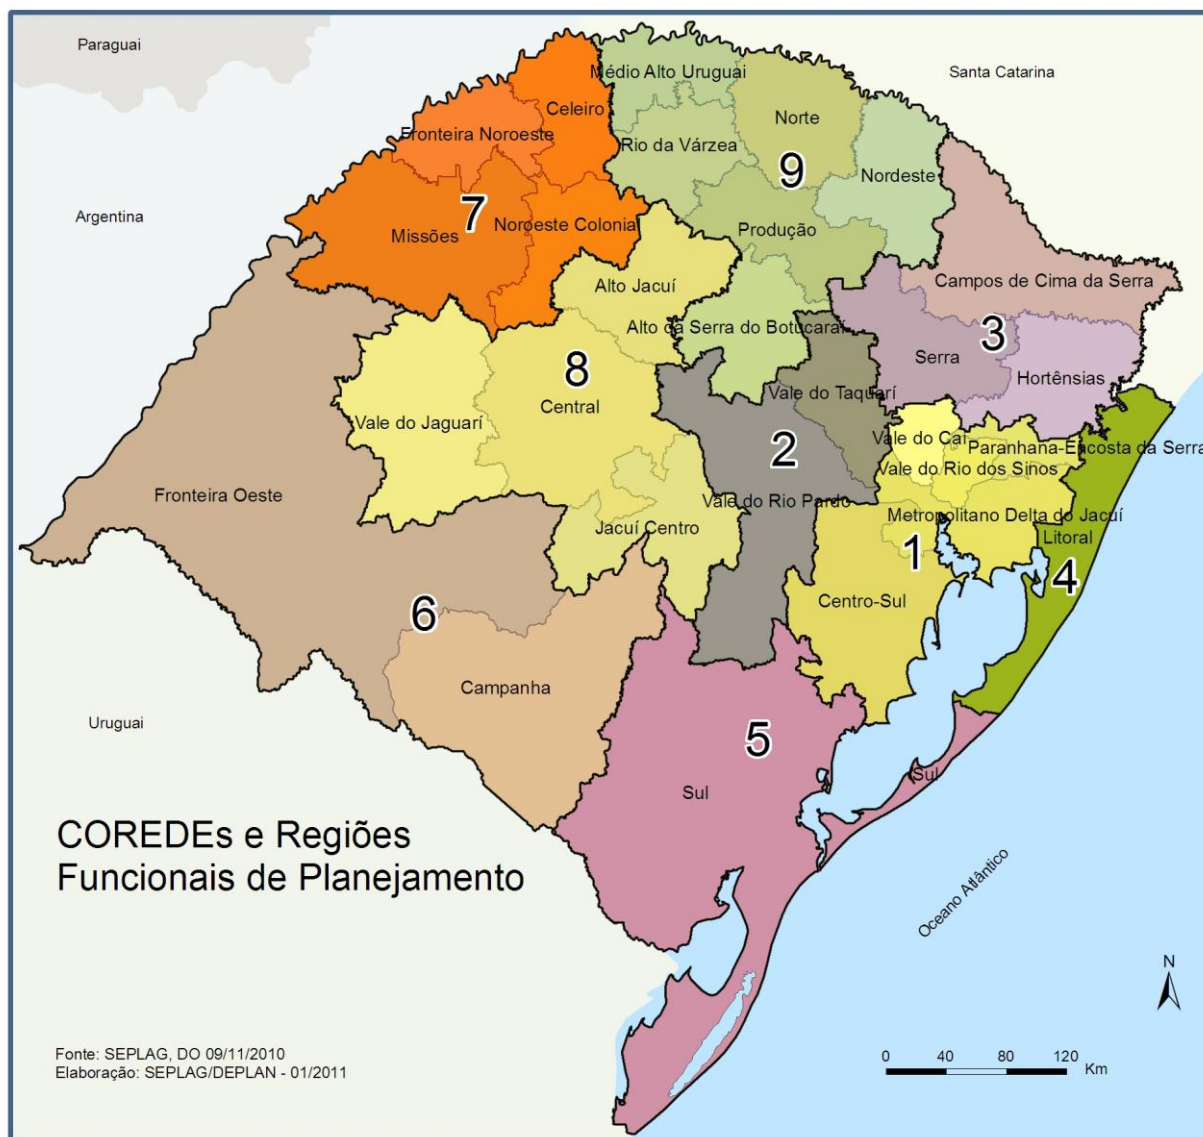 Paraguai
Santa Catarina
Argentina
Uruguai
Oceano Atlântico
Médio Alto Uruguai
Celeiro
Norte
Fronteira Noroeste
Rio da Várzea
9
Nordeste
7
Noroeste Colonial
Missões
Produção
Alto Jacuí
Campos de Cima da Serra
Alto da Serra do Botucaraí
3
Serra
8
Hortênsias
Vale do Taquarí
Central
Vale do Jaguarí
Vale do Caí
Paranhana-Encosta da Serra
2
Vale do Rio dos Sinos
Fronteira Oeste
Vale do Rio Pardo
Metropolitano Delta do Jacuí
Jacuí Centro
Litoral
1
4
Centro-Sul
6
Campanha
5
Sul
Sul
COREDEs e Regiões
Funcionais de Planejamento
Fonte: SEPLAG, DO 09/11/2010
Elaboração: SEPLAG/DEPLAN - 01/2011
N
0 40 80 120
Km